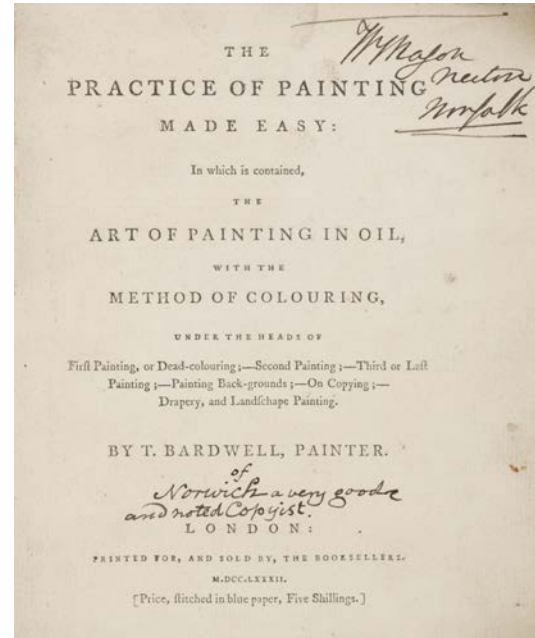 Wm Mason
Necton
Norfolk
THE
PRACTICE OF PAINTING
MADE EASY:
In which is contained,
THE
ART OF PAINTING IN OIL,
WITH THE
METHOD OF COLOURING,
UNDER THE HEADS OF
Firſt Painting, or Dead-colouring;—Second Painting;—Third or Laſt
Painting;—Painting Back-grounds;—On Copying;—
Drapery, and Landſchape Painting.
BY T. BARDWELL, PAINTER.
of
Norwich a very good
and noted Copyist.
LONDON:
PRINTED FOR, AND SOLD BY, THE BOOKSELLERS.
M.DCC.LXXXII.
[Price, ſtitched in blue paper, Five Shillings.]